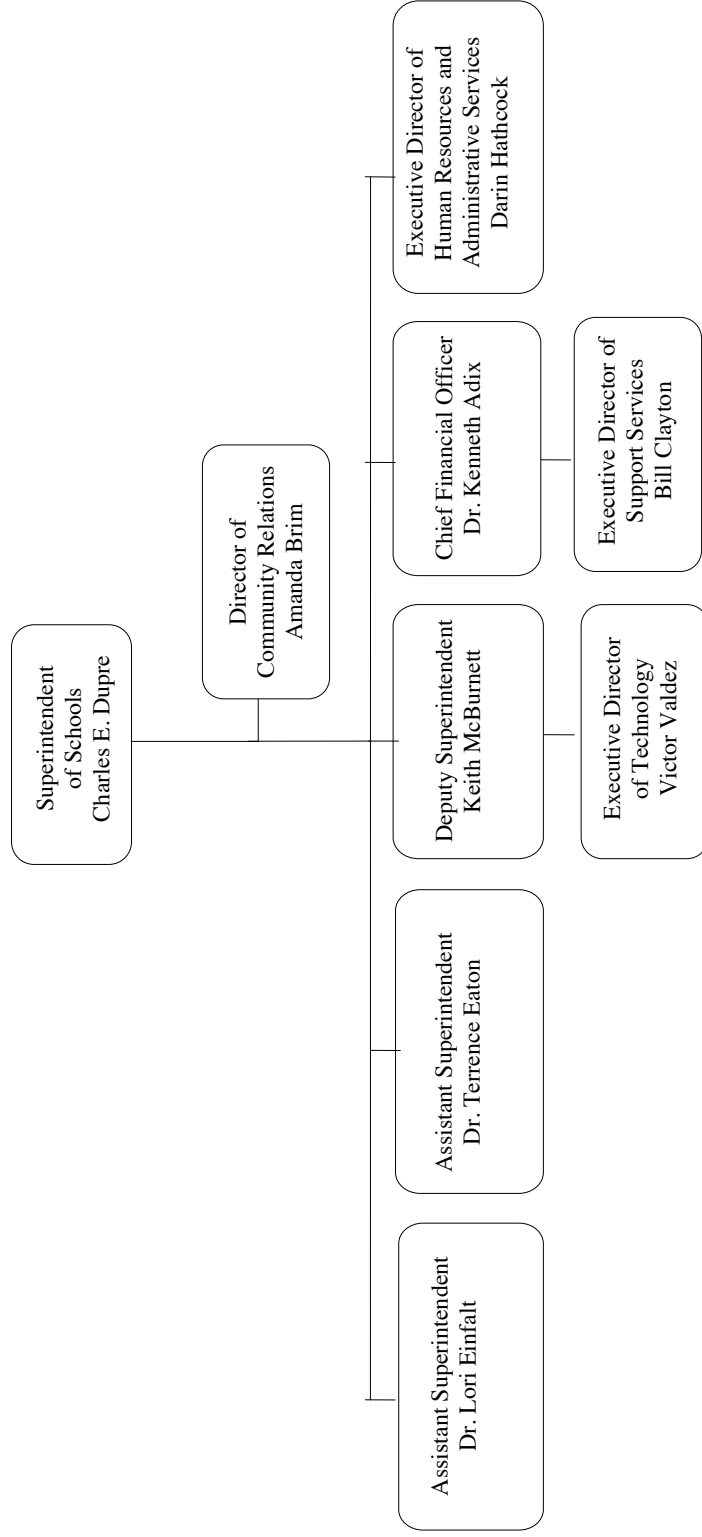 Superintendent
of Schools
Charles E. Dupre
Director of
Community Relations
Amanda Brim
Assistant Superintendent
Dr. Lori Einfalt
Assistant Superintendent
Dr. Terrence Eaton
Deputy Superintendent
Keith McBurnett
Chief Financial Officer
Dr. Kenneth Adix
Executive Director of
Human Resources and
Administrative Services
Darin Hathcock
Executive Director
of Technology
Victor Valdez
Executive Director of
Support Services
Bill Clayton